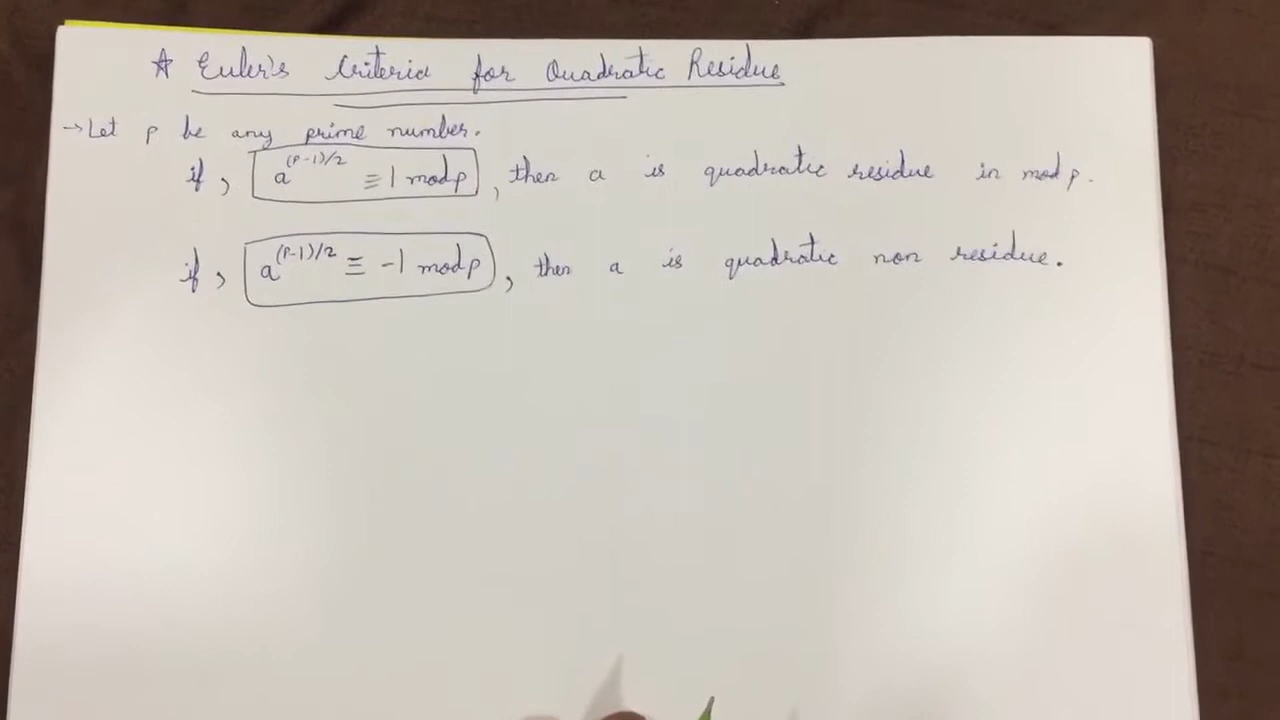 ☆ Euler's Criteria for Quadratic Residue
→ Let p be any prime number.
if, a^(P-1)/2 ≡ 1 mod p, then a is quadratic residue in mod p.
if, a^(P-1)/2 ≡ -1 mod p, then a is quadratic non residue.